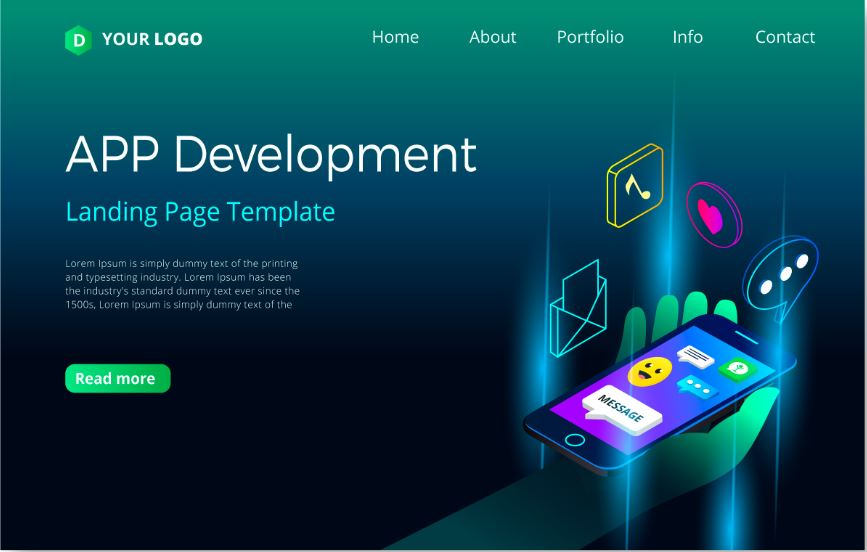 D YOUR LOGO
Home About Portfolio Info Contact
APP Development
Landing Page Template
Lorem Ipsum is simply dummy text of the printing
and typesetting industry. Lorem Ipsum has been
the industry's standard dummy text ever since the
1500s, Lorem Ipsum is simply dummy text of the
Read more
MESSAGE